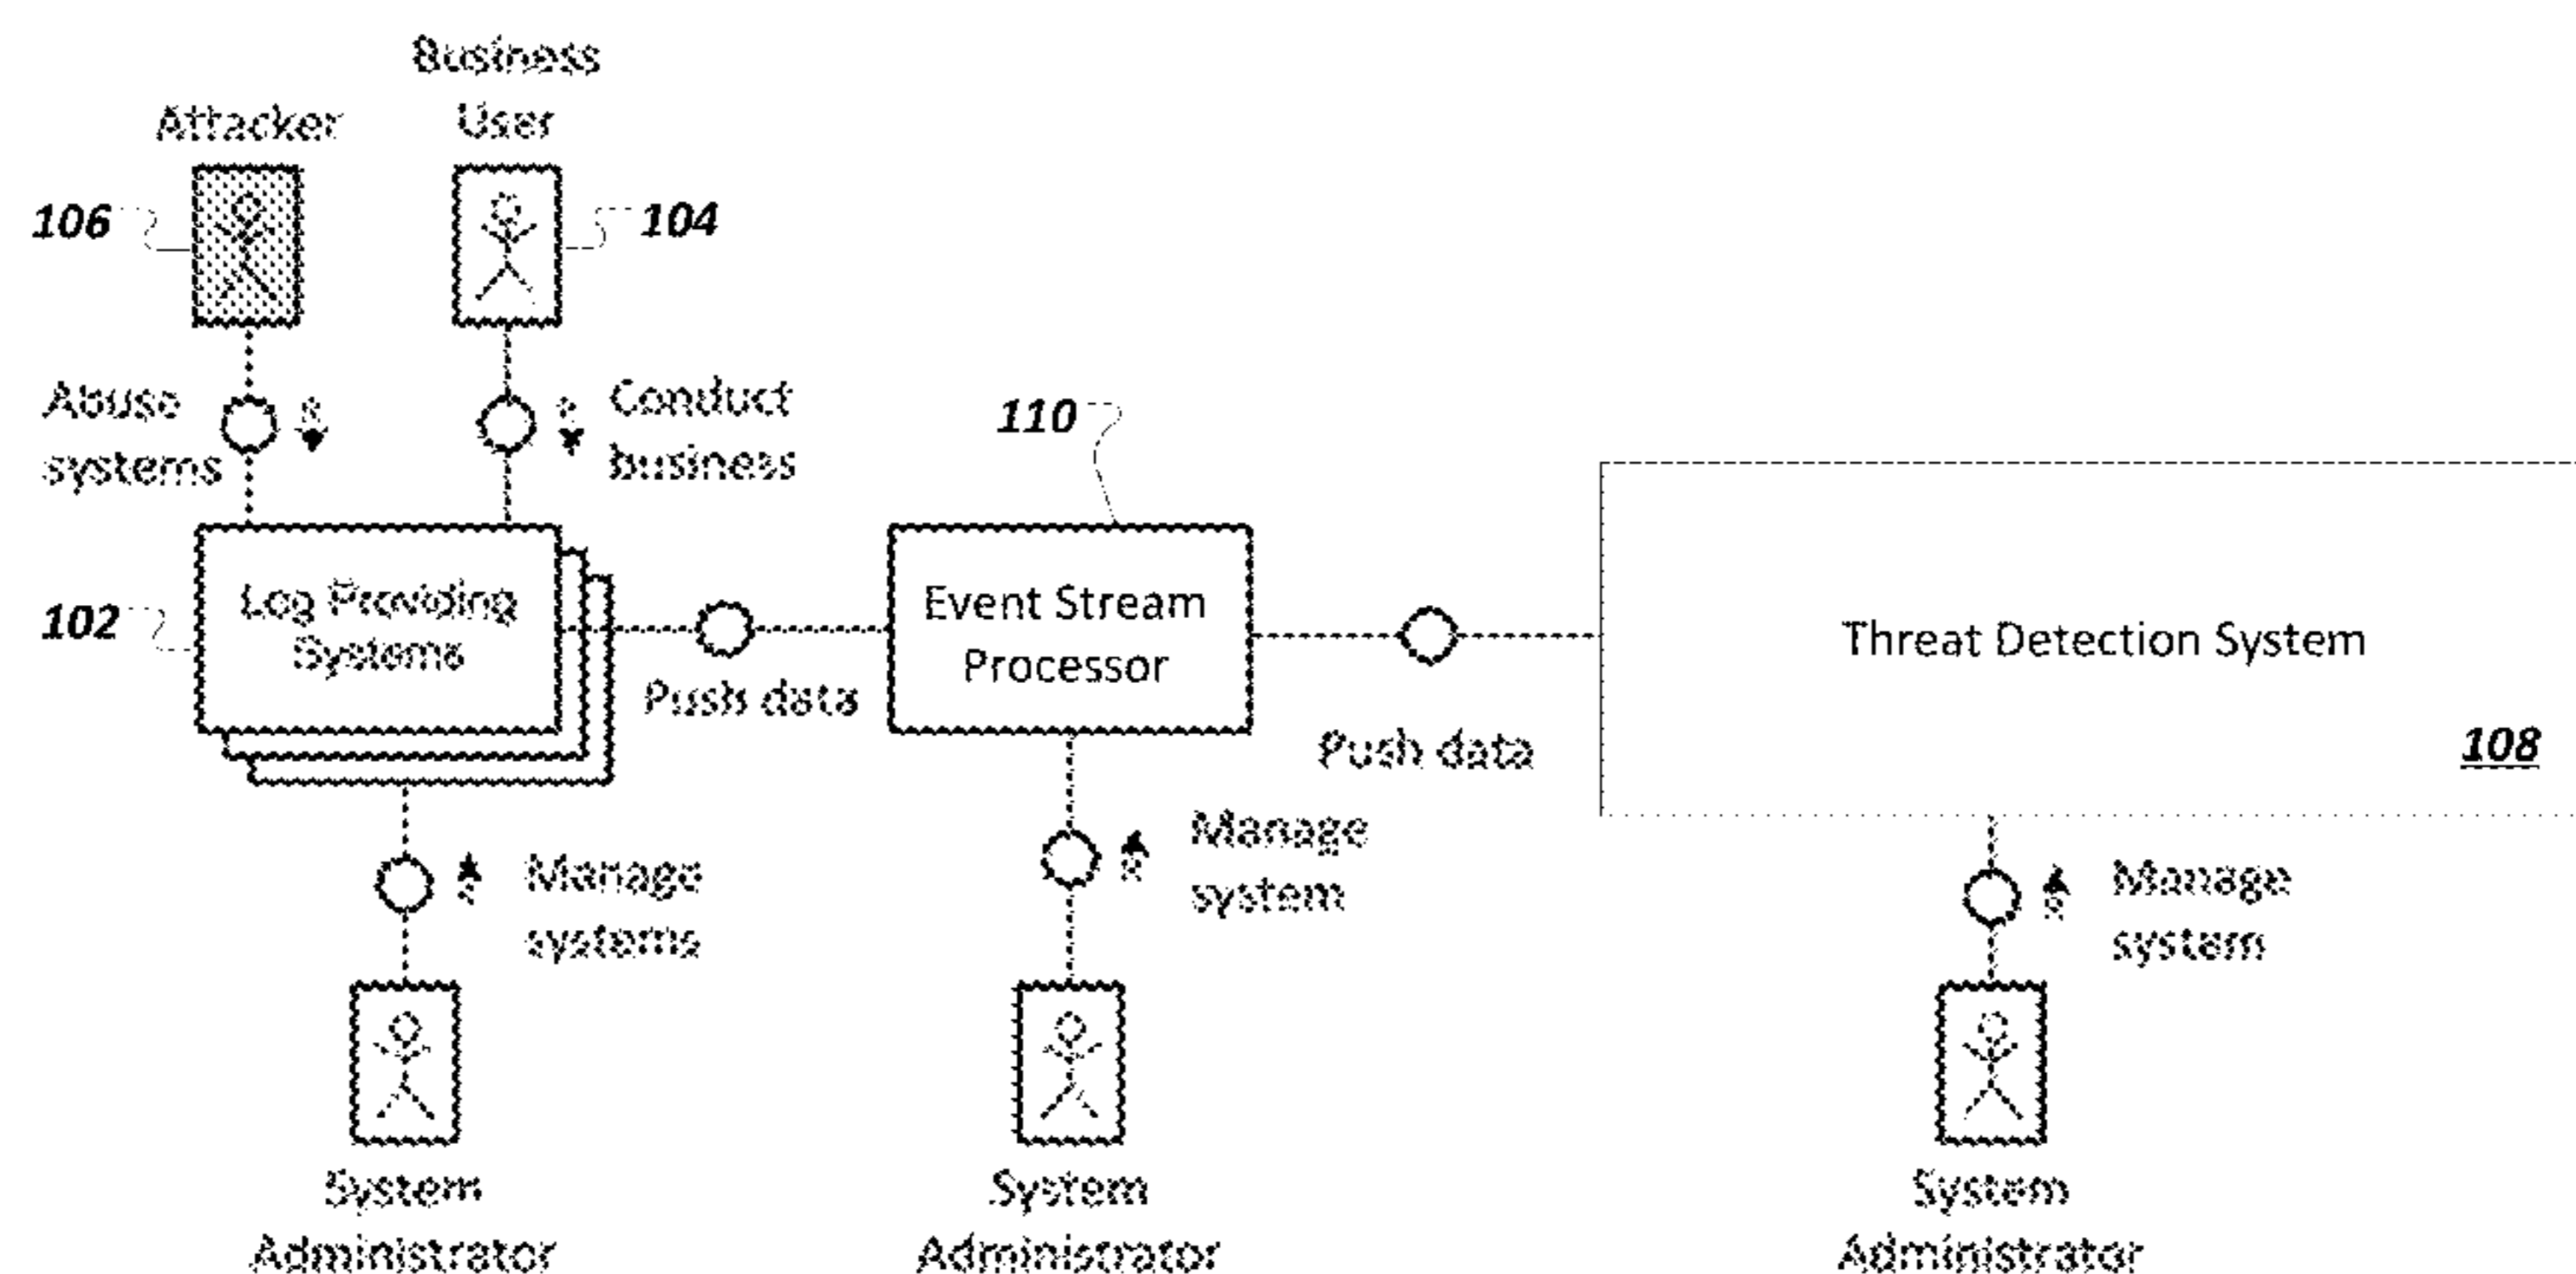 Business
User
Attacker
106
104
Abuse
systems
Conduct
business
110
102
Log Providing
Systems
Push data
Event Stream
Processor
Push data
Threat Detection System
108
Manage
systems
Manage
system
Manage
system
System
Administrator
System
Administrator
System
Administrator